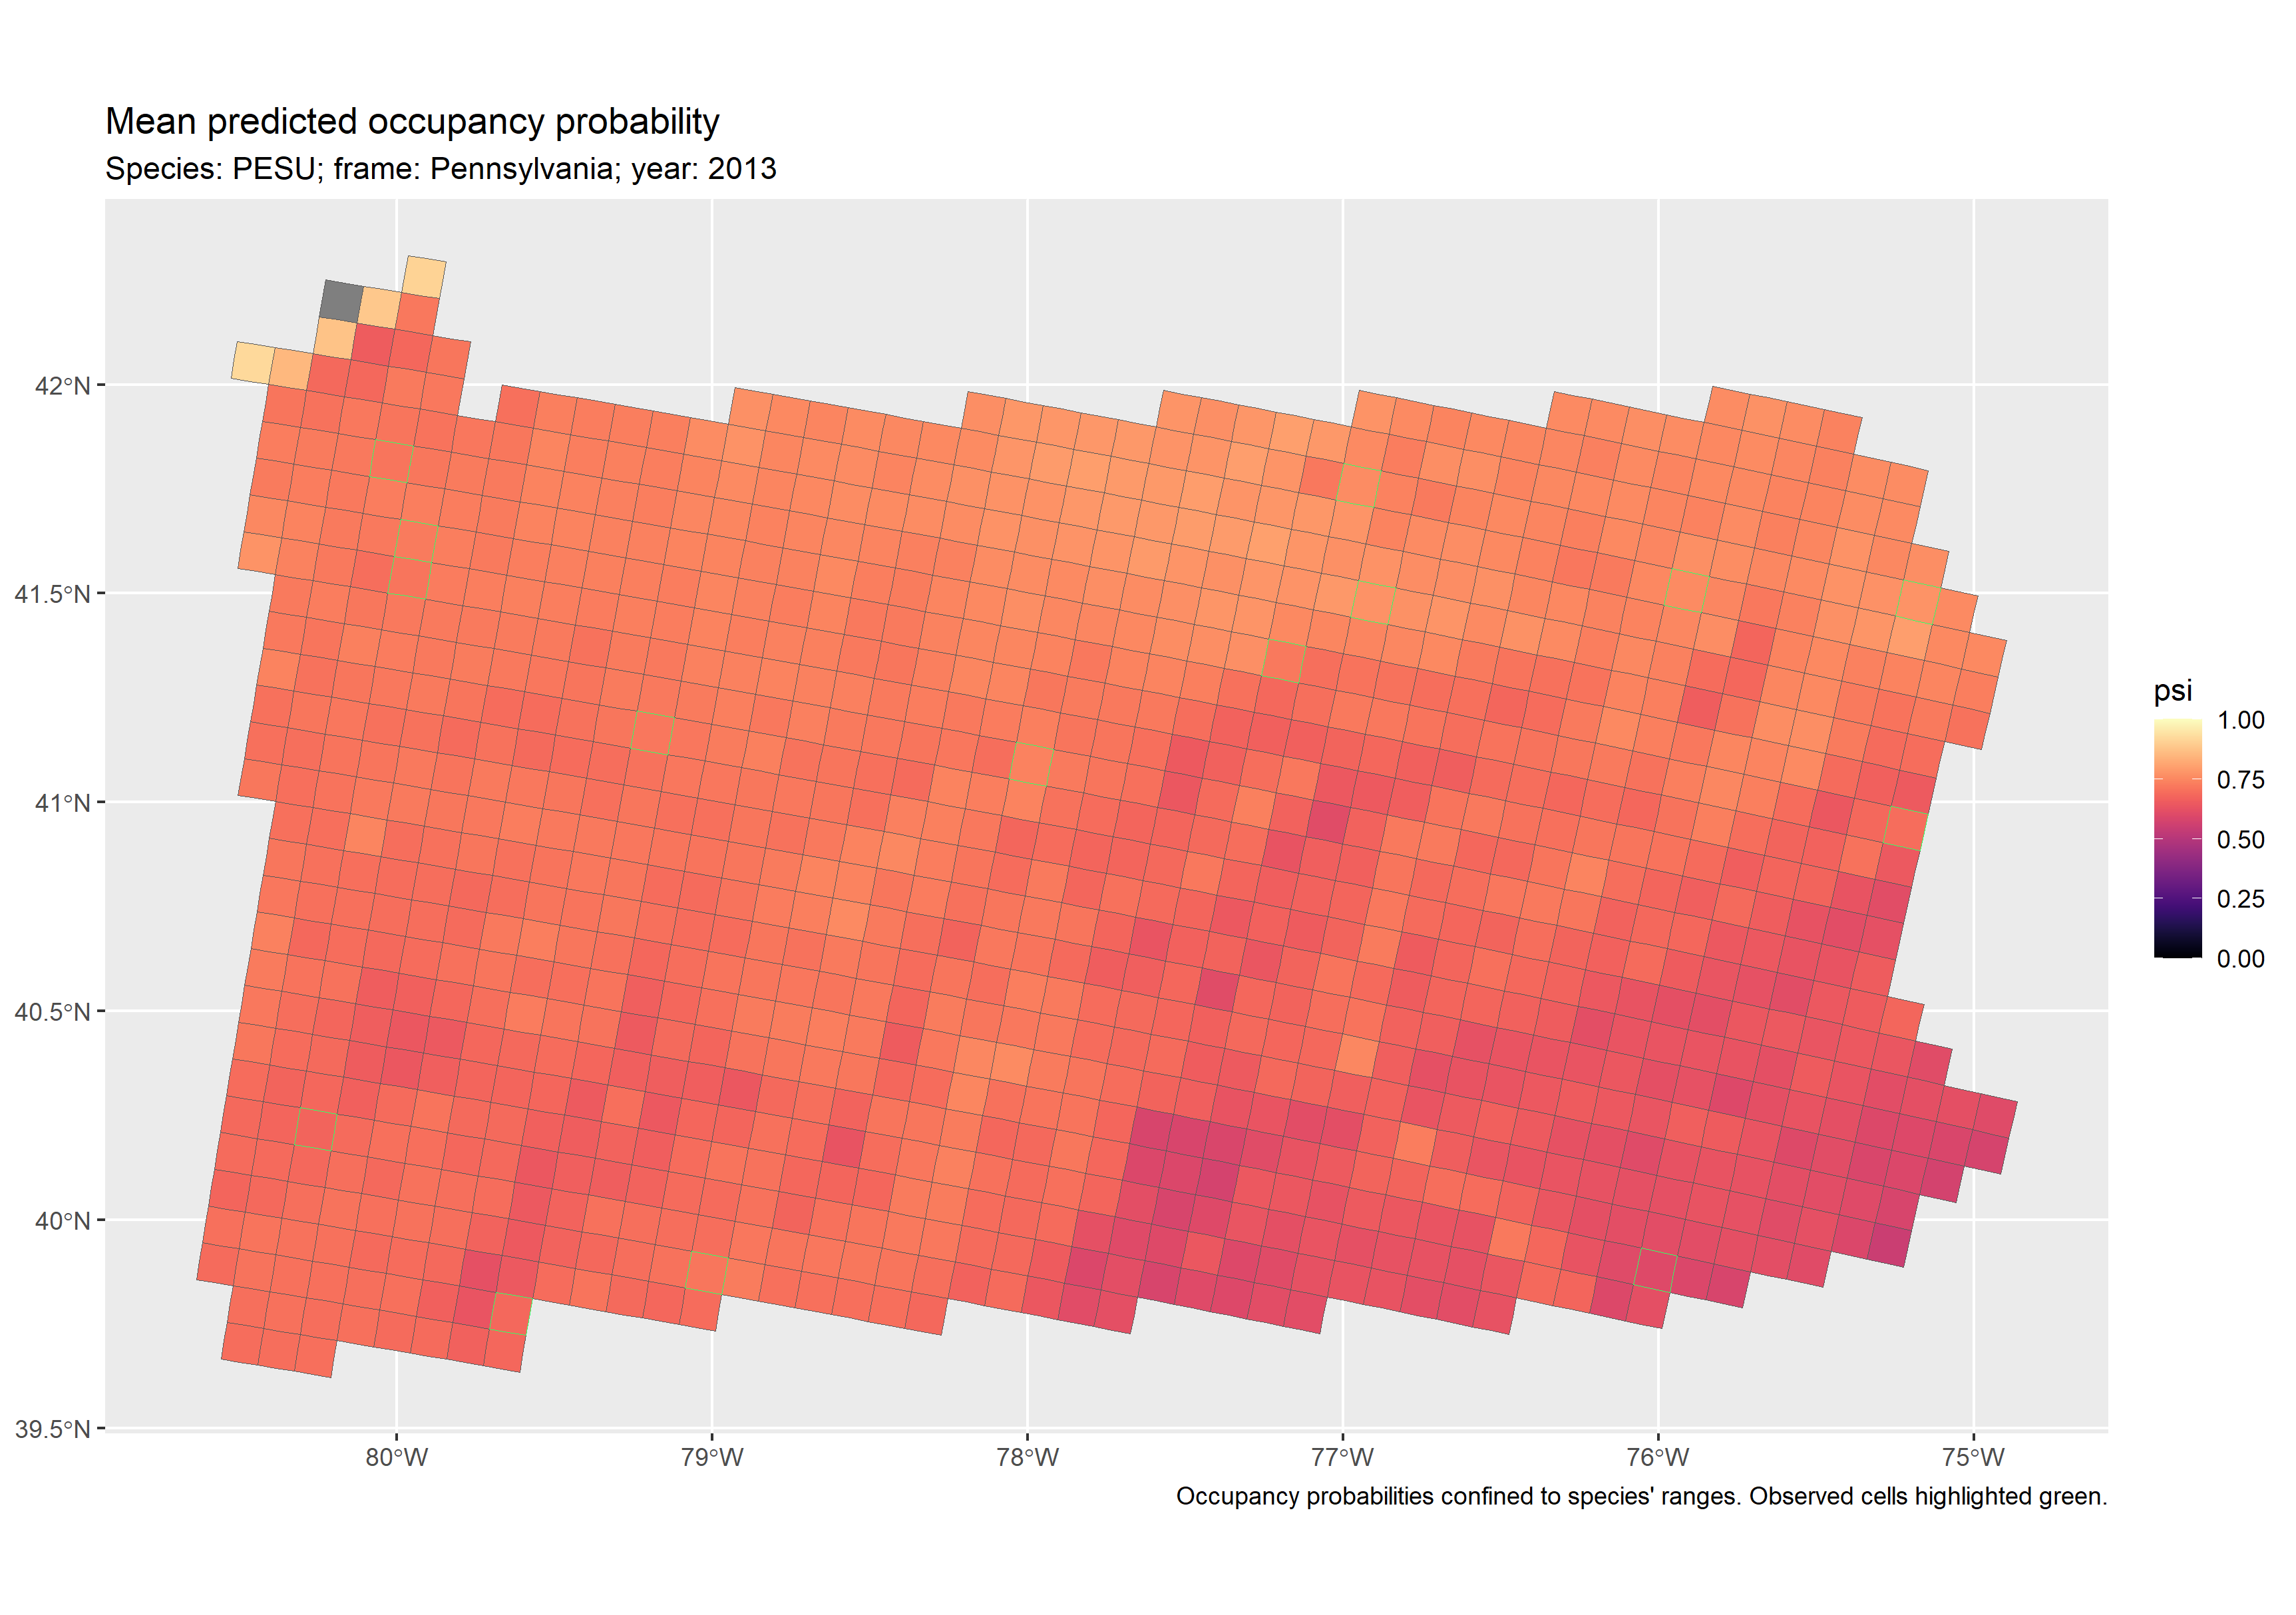 Mean predicted occupancy probability
Species: PESU; frame: Pennsylvania; year: 2013
42°N
41.5°N
41°N
40.5°N
40°N
39.5°N
80°W
79°W
78°W
77°W
76°W
75°W
psi
1.00
0.75
0.50
0.25
0.00
Occupancy probabilities confined to species' ranges. Observed cells highlighted green.